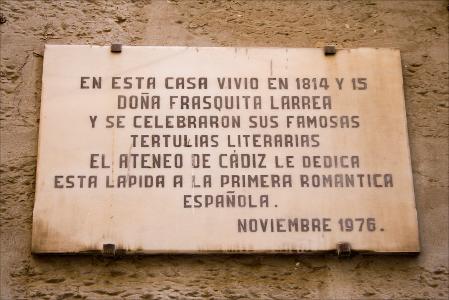 EN ESTA CASA VIVIO EN 1814 Y 15
DOÑA FRASQUITA LARREA
Y SE CELEBRARON SUS FAMOSAS
TERTULIAS LITERARIAS
EL ATENEO DE CÁDIZ LE DEDICA
ESTA LAPIDA A LA PRIMERA ROMANTICA
ESPAÑOLA.
NOVIEMBRE 1976.